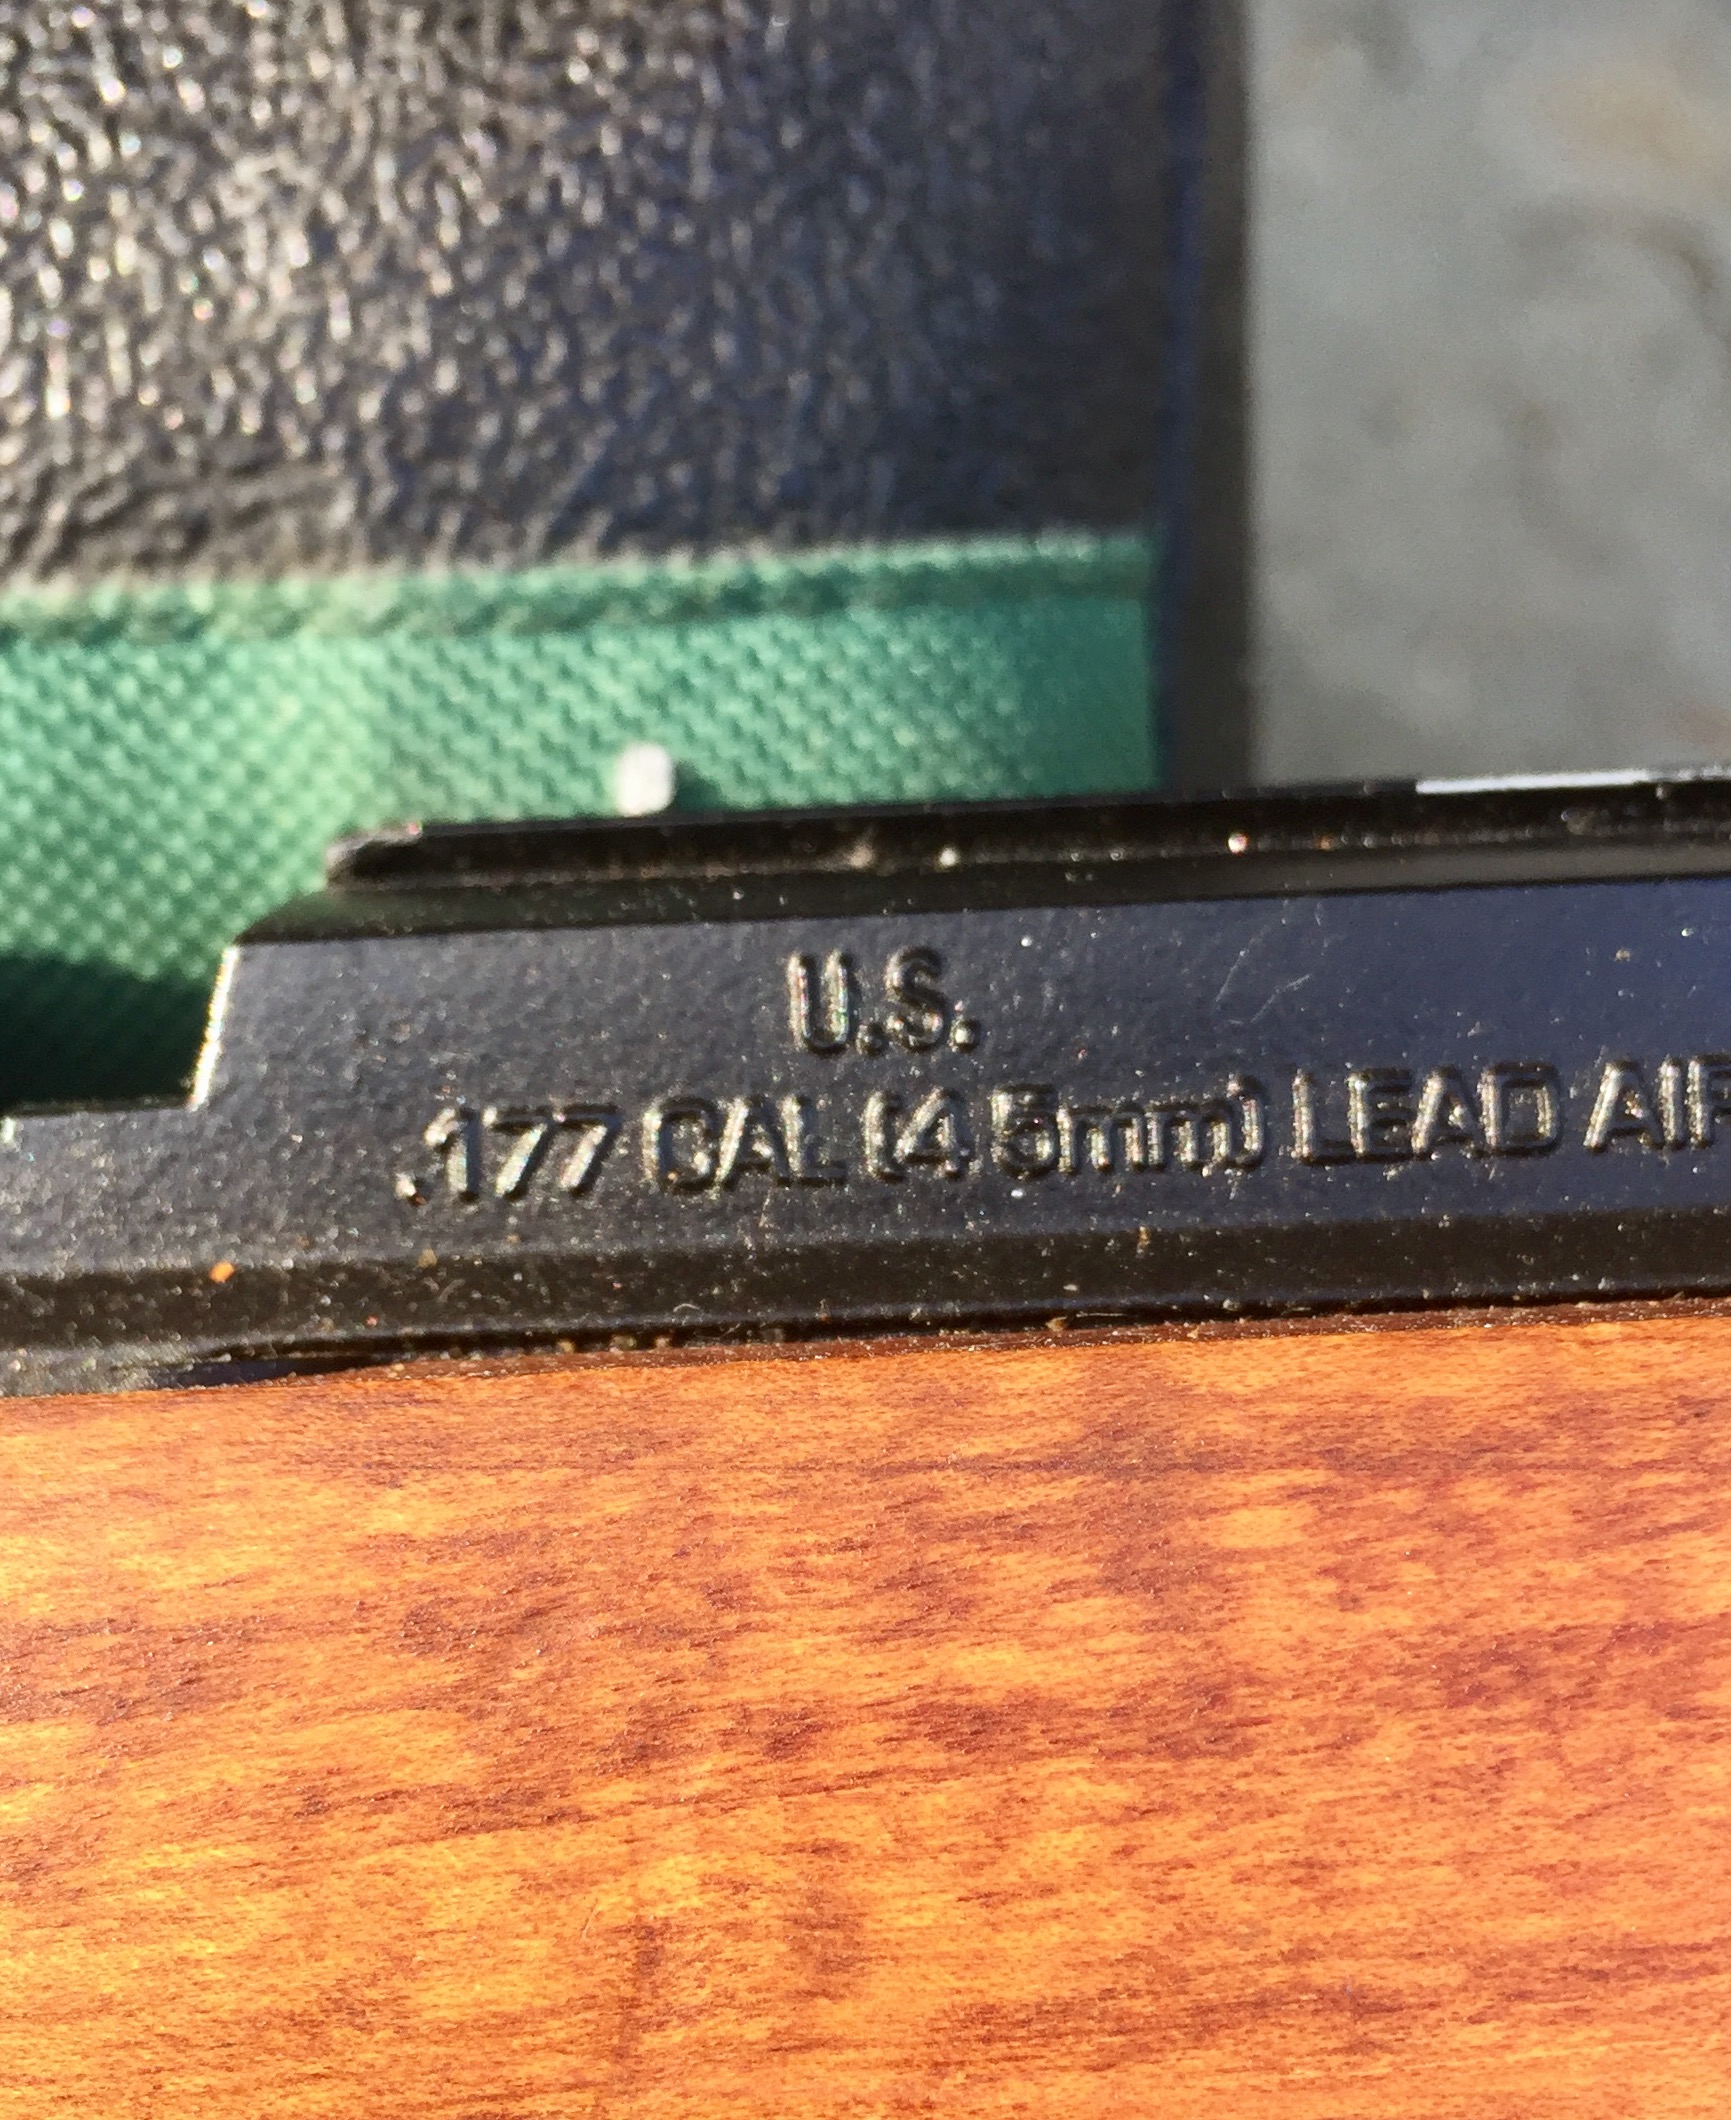 U.S.
.177 CAL (4 5mm) LEAD AIR